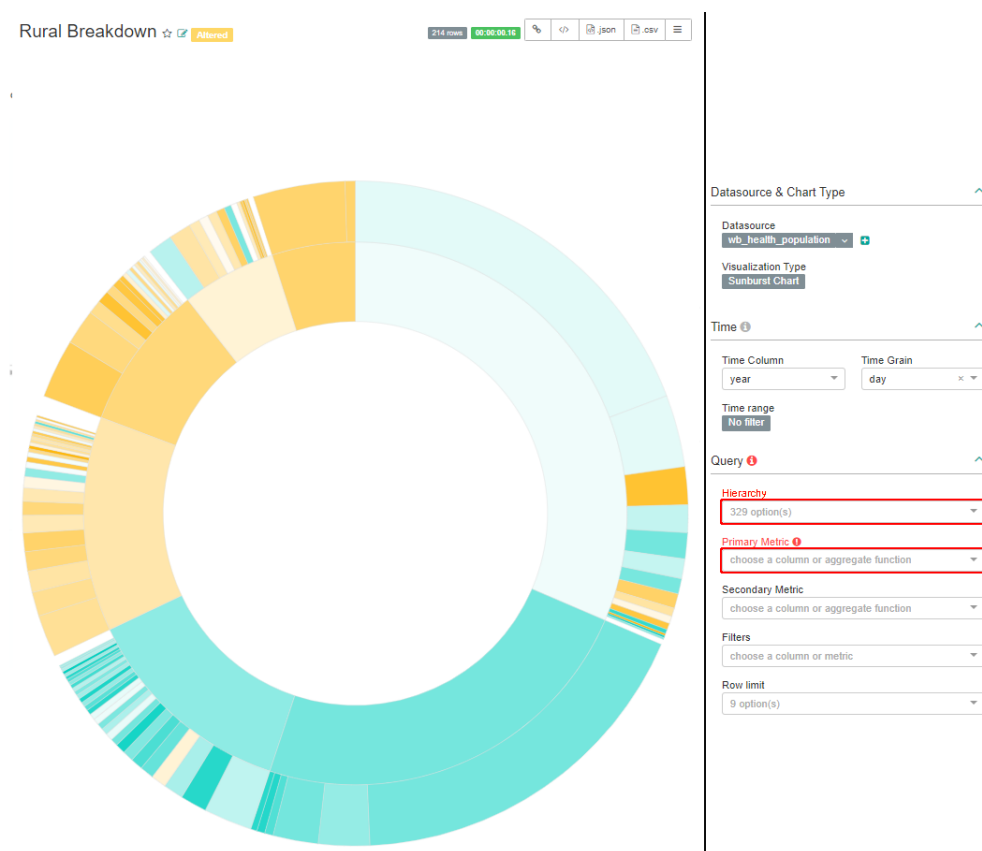 Rural Breakdown Altered 214 rows 00:00:00.16 </> .json .csv
Datasource & Chart Type
Datasource
wb_health_population
Visualization Type
Sunburst Chart
Time
Time Column Time Grain
year day ×
Time range
No filter
Query
Hierarchy
329 option(s)
Primary Metric
choose a column or aggregate function
Secondary Metric
choose a column or aggregate function
Filters
choose a column or metric
Row limit
9 option(s)